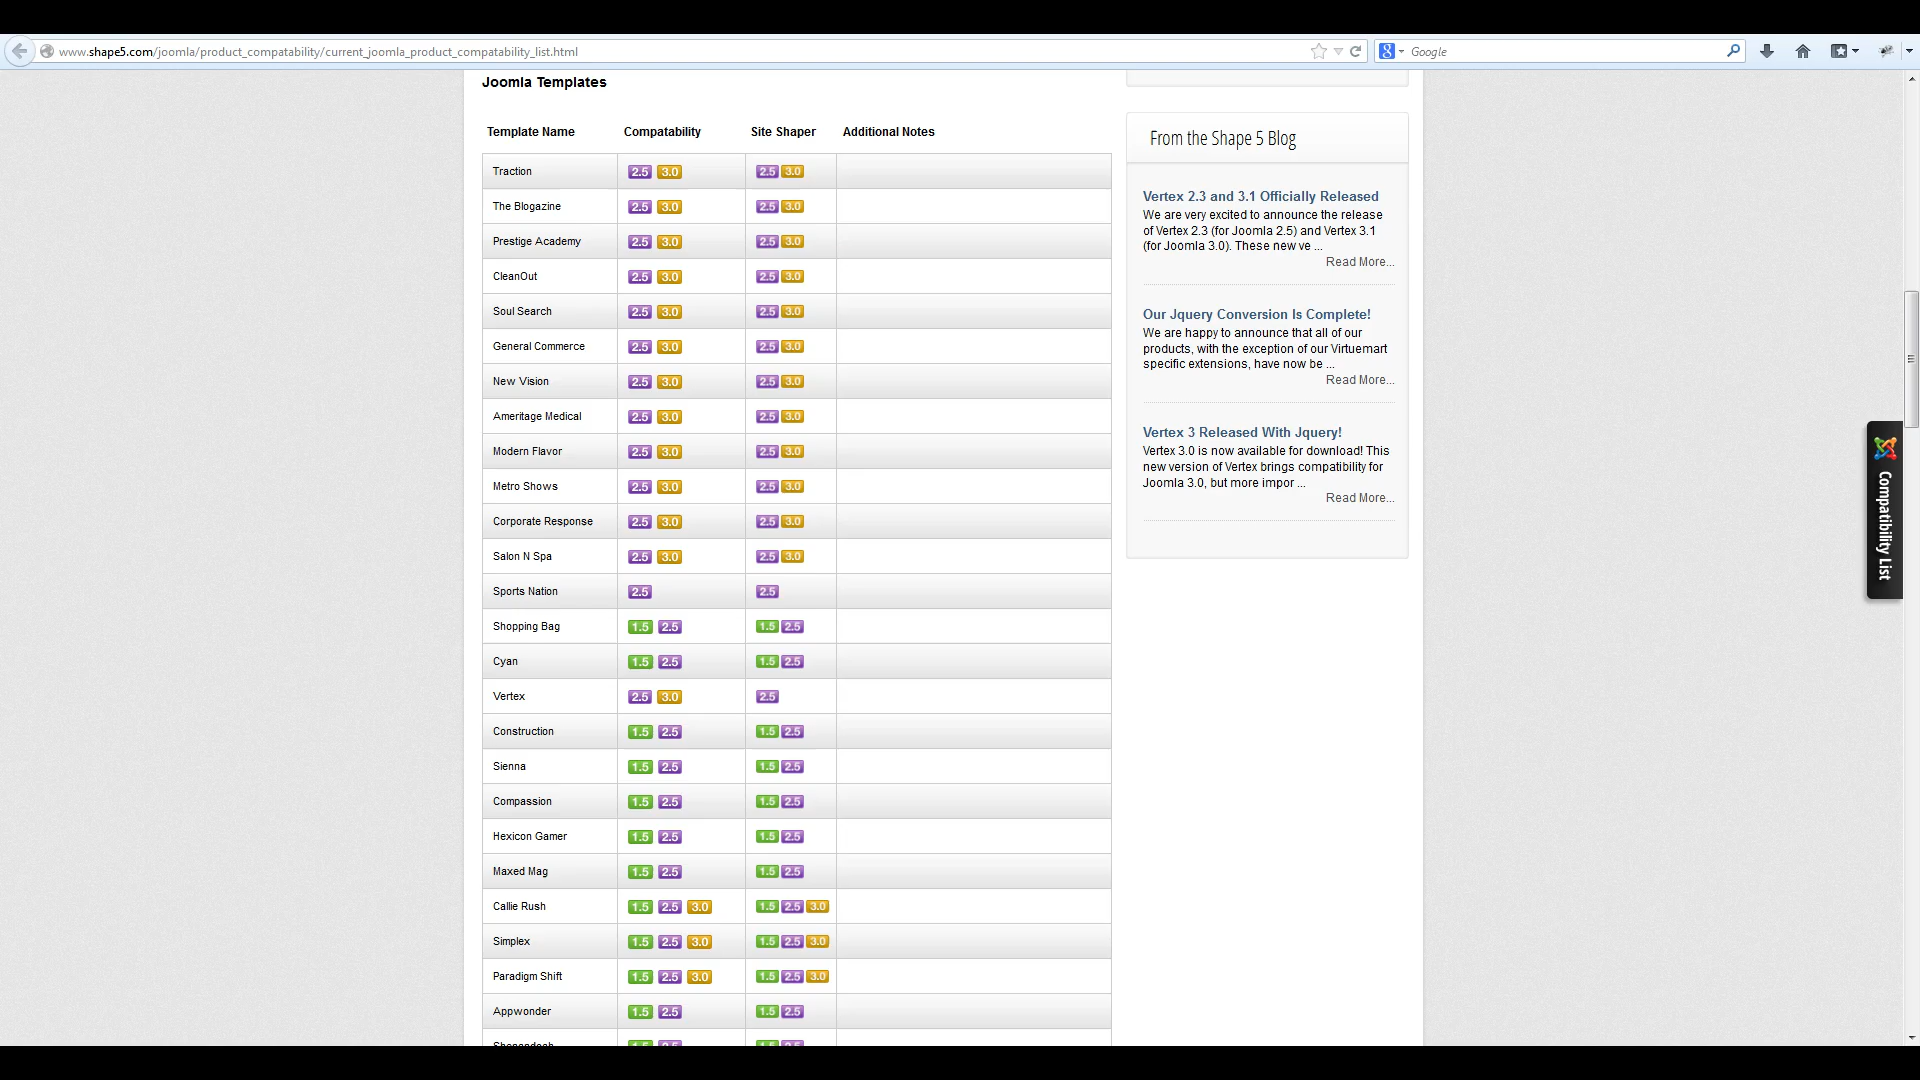 www.shape5.com/joomla/product_compatability/current_joomla_product_compatability_list.html
Google
Joomla Templates
Template Name Compatability Site Shaper Additional Notes
Traction 2.5 3.0 2.5 3.0
The Blogazine 2.5 3.0 2.5 3.0
Prestige Academy 2.5 3.0 2.5 3.0
CleanOut 2.5 3.0 2.5 3.0
Soul Search 2.5 3.0 2.5 3.0
General Commerce 2.5 3.0 2.5 3.0
New Vision 2.5 3.0 2.5 3.0
Ameritage Medical 2.5 3.0 2.5 3.0
Modern Flavor 2.5 3.0 2.5 3.0
Metro Shows 2.5 3.0 2.5 3.0
Corporate Response 2.5 3.0 2.5 3.0
Salon N Spa 2.5 3.0 2.5 3.0
Sports Nation 2.5 2.5
Shopping Bag 1.5 2.5 1.5 2.5
Cyan 1.5 2.5 1.5 2.5
Vertex 2.5 3.0 2.5
Construction 1.5 2.5 1.5 2.5
Sienna 1.5 2.5 1.5 2.5
Compassion 1.5 2.5 1.5 2.5
Hexicon Gamer 1.5 2.5 1.5 2.5
Maxed Mag 1.5 2.5 1.5 2.5
Callie Rush 1.5 2.5 3.0 1.5 2.5 3.0
Simplex 1.5 2.5 3.0 1.5 2.5 3.0
Paradigm Shift 1.5 2.5 3.0 1.5 2.5 3.0
Appwonder 1.5 2.5 1.5 2.5
From the Shape 5 Blog
Vertex 2.3 and 3.1 Officially Released
We are very excited to announce the release
of Vertex 2.3 (for Joomla 2.5) and Vertex 3.1
(for Joomla 3.0). These new ve ...
Read More...
Our Jquery Conversion Is Complete!
We are happy to announce that all of our
products, with the exception of our Virtuemart
specific extensions, have now be ...
Read More...
Vertex 3 Released With Jquery!
Vertex 3.0 is now available for download! This
new version of Vertex brings compatibility for
Joomla 3.0, but more impor ...
Read More...
Compatibility List